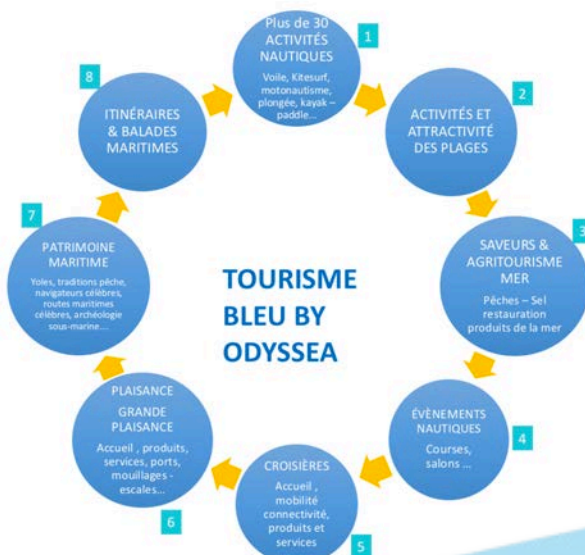 Plus de 30
ACTIVITÉS
NAUTIQUES
Voile, Kitesurf,
motonautisme,
plongée, kayak –
paddle...
1
ACTIVITÉS ET
ATTRACTIVITÉ
DES PLAGES
2
SAVEURS &
AGRITOURISME
MER
Pêches – Sel
restauration
produits de la mer
3
ÉVÈNEMENTS
NAUTIQUES
Courses,
salons ...
4
CROISIÈRES
Accueil ,
mobilité
connectivité,
produits et
services
5
PLAISANCE
GRANDE
PLAISANCE
Accueil , produits,
services, ports,
mouillages -
escales...
6
PATRIMOINE
MARITIME
Yoles, traditions pêche,
navigateurs célèbres,
routes maritimes
célèbres, archéologie
sous-marine....
7
ITINÉRAIRES
& BALADES
MARITIMES
8
TOURISME
BLEU BY
ODYSSEA